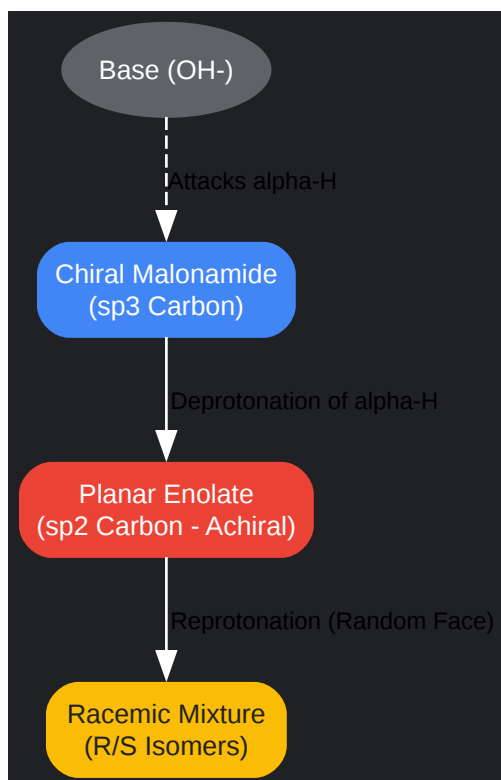 Base (OH-)
Attacks alpha-H
Chiral Malonamide
(sp3 Carbon)
Deprotonation of alpha-H
Planar Enolate
(sp2 Carbon - Achiral)
Reprotonation (Random Face)
Racemic Mixture
(R/S Isomers)